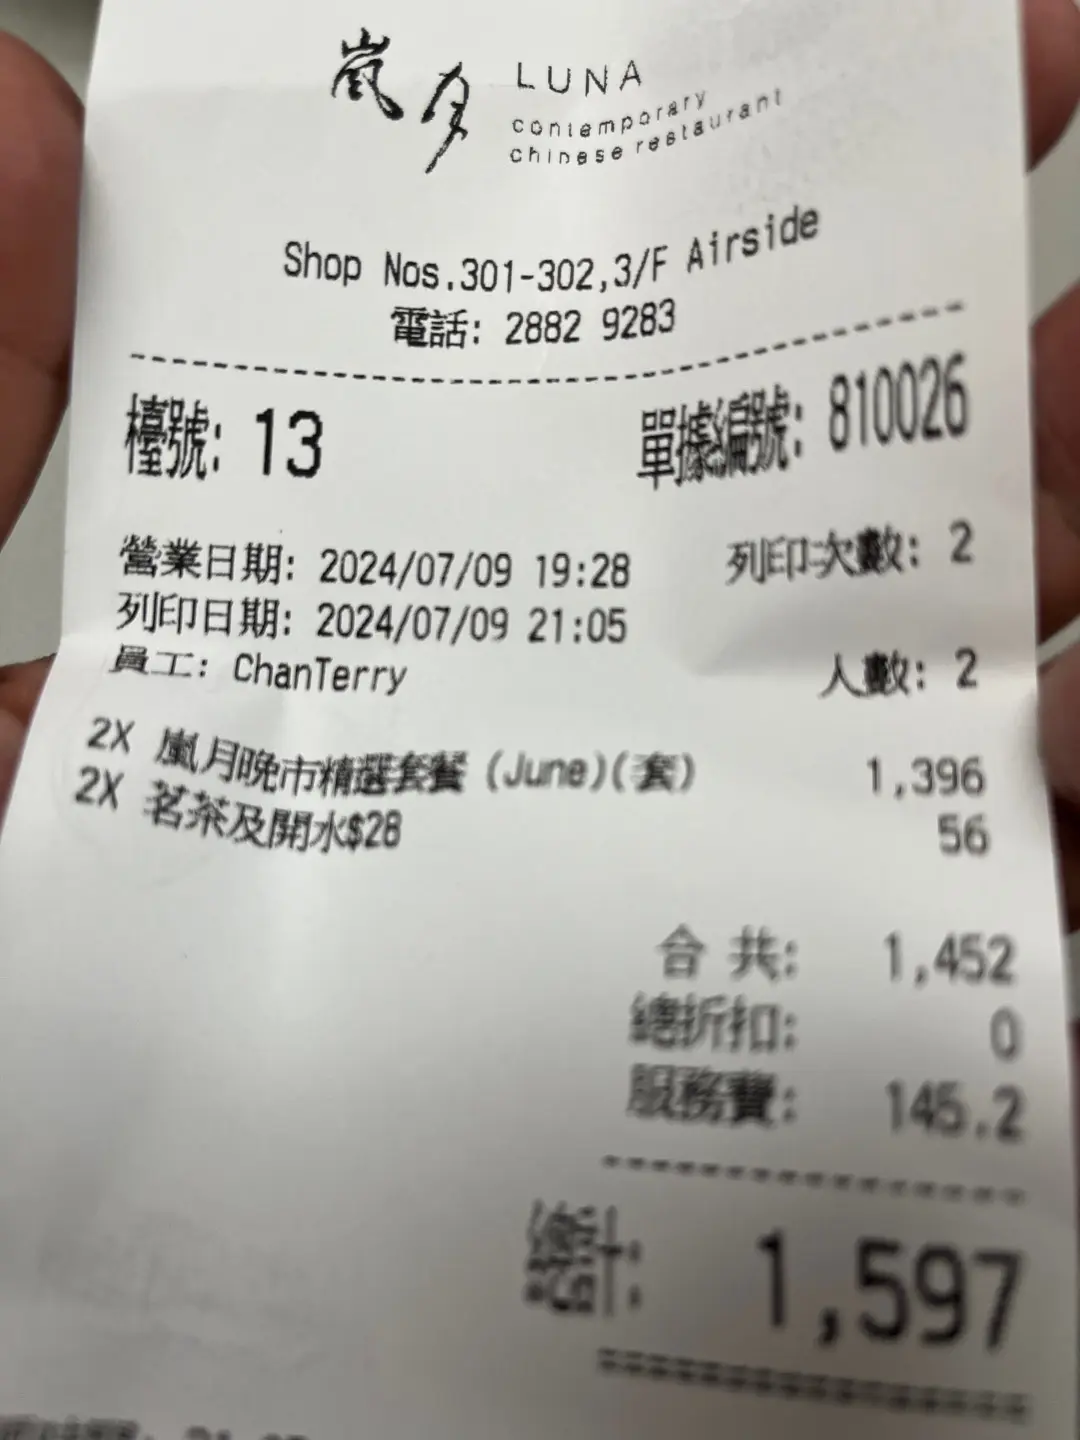 嵐月 LUNA
contemporary
chinese restaurant
Shop Nos.301-302,3/F Airside
電話: 2882 9283
檯號: 13 單據編號: 810026
營業日期: 2024/07/09 19:28 列印次數: 2
列印日期: 2024/07/09 21:05
員工: ChanTerry 人數: 2
2X 嵐月晚市精選套餐 (June)(套) 1,396
2X 茗茶及開水$28 56
合 共: 1,452
總折扣: 0
服務費: 145.2
總計: 1,597